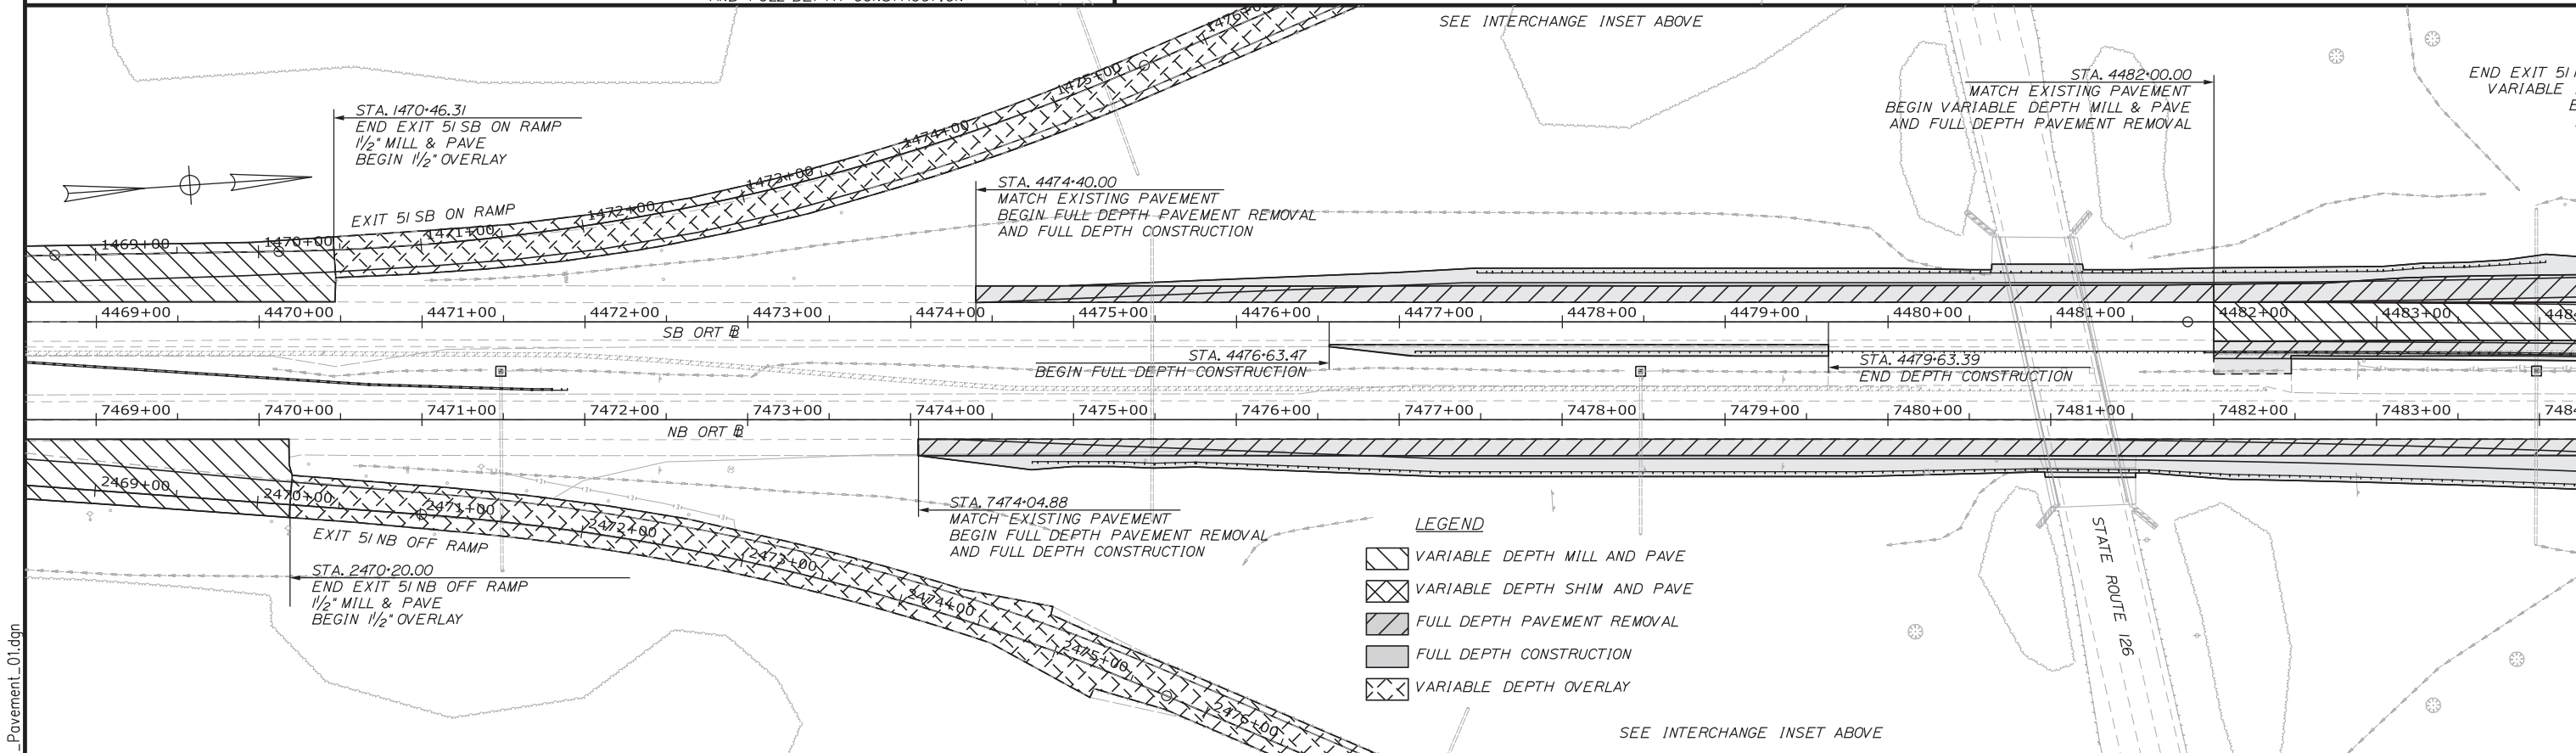 SEE INTERCHANGE INSET ABOVE
STA. 1470+46.31
END EXIT 51 SB ON RAMP
1½" MILL & PAVE
BEGIN 1½" OVERLAY
EXIT 51 SB ON RAMP
1469+00 1470+00 1471+00 1472+00 1473+00 1474+00 1475+00 1476+00
STA. 4474+40.00
MATCH EXISTING PAVEMENT
BEGIN FULL DEPTH PAVEMENT REMOVAL
AND FULL DEPTH CONSTRUCTION
STA. 4482+00.00
MATCH EXISTING PAVEMENT
BEGIN VARIABLE DEPTH MILL & PAVE
AND FULL DEPTH PAVEMENT REMOVAL
END EXIT 51
VARIABLE
4469+00 4470+00 4471+00 4472+00 4473+00 4474+00 4475+00 4476+00 4477+00 4478+00 4479+00 4480+00 4481+00 4482+00 4483+00 448
SB ORT B
STA. 4476+63.47
BEGIN FULL DEPTH CONSTRUCTION
STA. 4479+63.39
END DEPTH CONSTRUCTION
7469+00 7470+00 7471+00 7472+00 7473+00 7474+00 7475+00 7476+00 7477+00 7478+00 7479+00 7480+00 7481+00 7482+00 7483+00 7484
NB ORT B
2469+00 2470+00 2471+00 2472+00 2473+00 2474+00 2475+00 2476+00
EXIT 51 NB OFF RAMP
STA. 2470+20.00
END EXIT 51 NB OFF RAMP
1½" MILL & PAVE
BEGIN 1½" OVERLAY
STA. 7474+04.88
MATCH EXISTING PAVEMENT
BEGIN FULL DEPTH PAVEMENT REMOVAL
AND FULL DEPTH CONSTRUCTION
LEGEND
VARIABLE DEPTH MILL AND PAVE
VARIABLE DEPTH SHIM AND PAVE
FULL DEPTH PAVEMENT REMOVAL
FULL DEPTH CONSTRUCTION
VARIABLE DEPTH OVERLAY
STATE ROUTE 126
SEE INTERCHANGE INSET ABOVE
_Pavement_01.dgn